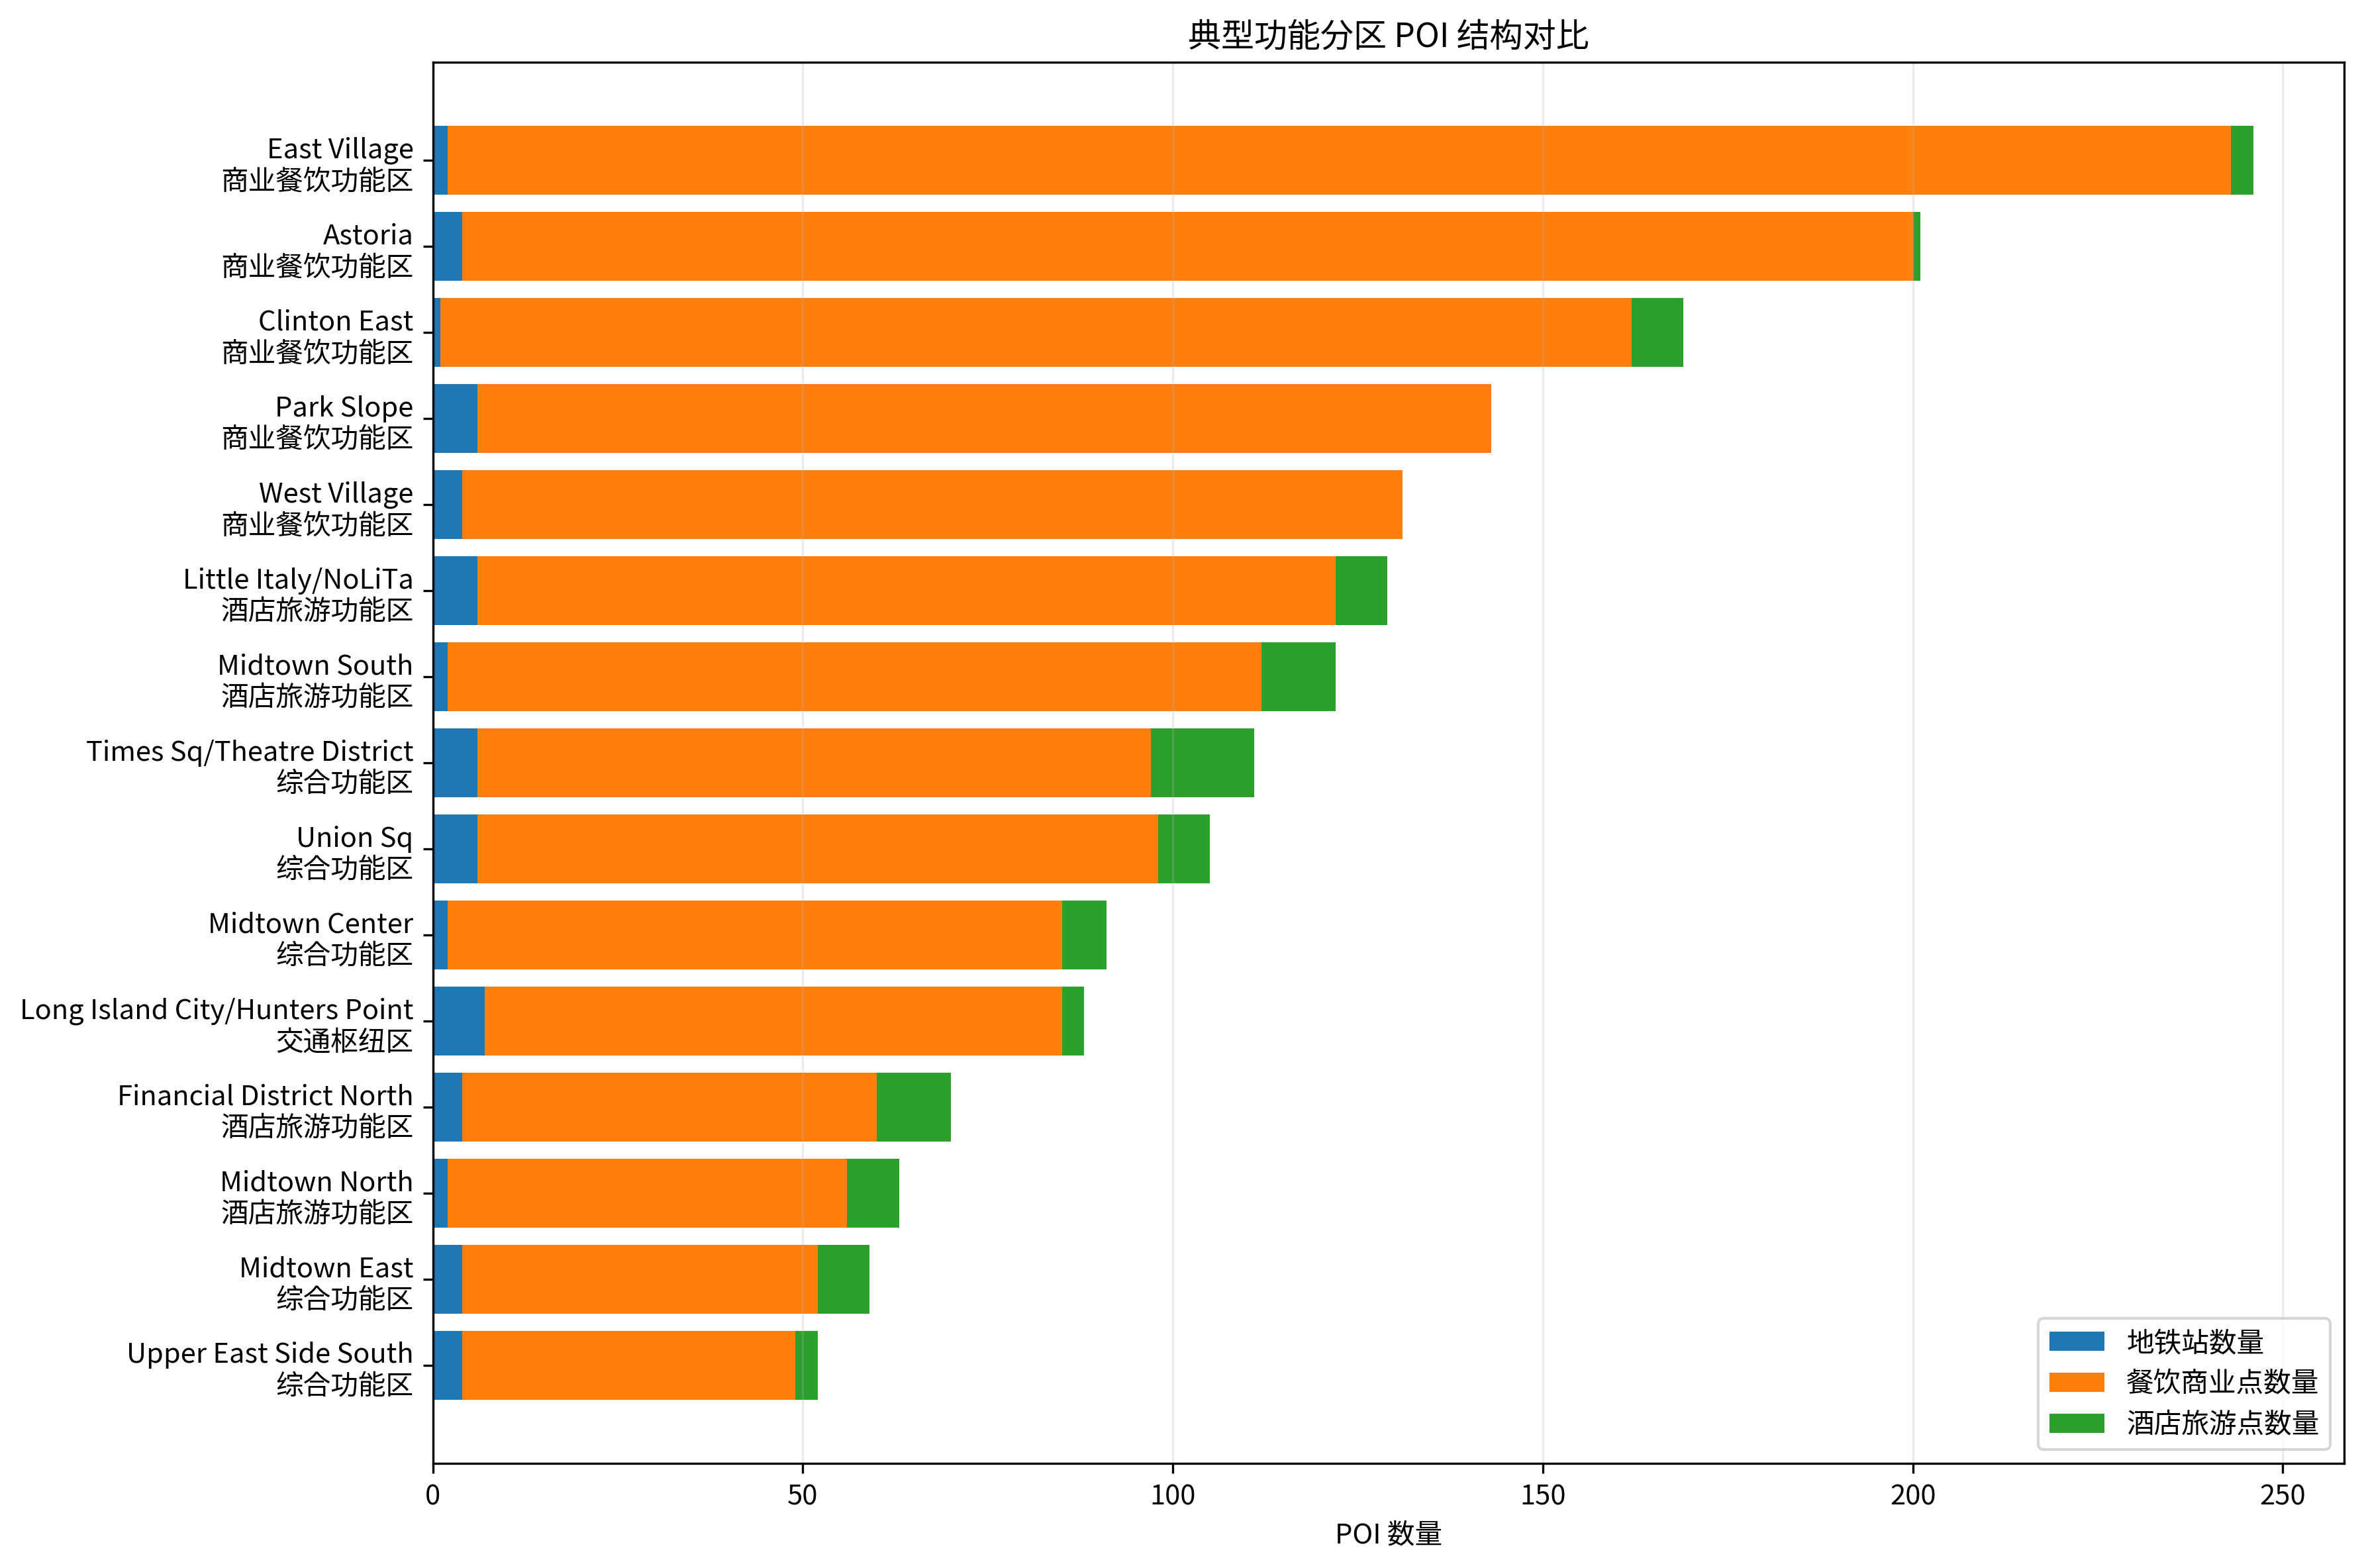 典型功能分区 POI 结构对比
East Village
商业餐饮功能区
Astoria
商业餐饮功能区
Clinton East
商业餐饮功能区
Park Slope
商业餐饮功能区
West Village
商业餐饮功能区
Little Italy/NoLiTa
酒店旅游功能区
Midtown South
酒店旅游功能区
Times Sq/Theatre District
综合功能区
Union Sq
综合功能区
Midtown Center
综合功能区
Long Island City/Hunters Point
交通枢纽区
Financial District North
酒店旅游功能区
Midtown North
酒店旅游功能区
Midtown East
综合功能区
Upper East Side South
综合功能区
地铁站数量
餐饮商业点数量
酒店旅游点数量
0 50 100 150 200 250
POI 数量